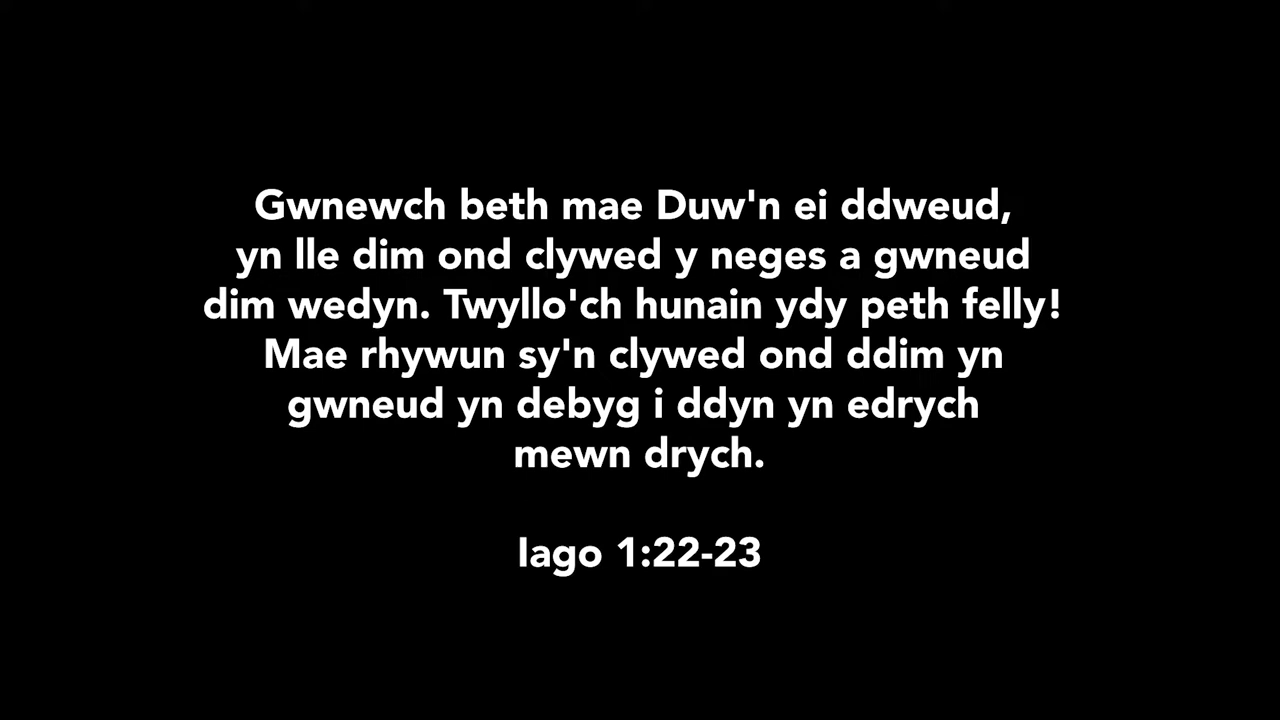 Gwnewch beth mae Duw'n ei ddweud,
yn lle dim ond clywed y neges a gwneud
dim wedyn. Twyllo'ch hunain ydy peth felly!
Mae rhywun sy'n clywed ond ddim yn
gwneud yn debyg i ddyn yn edrych
mewn drych.
Iago 1:22-23